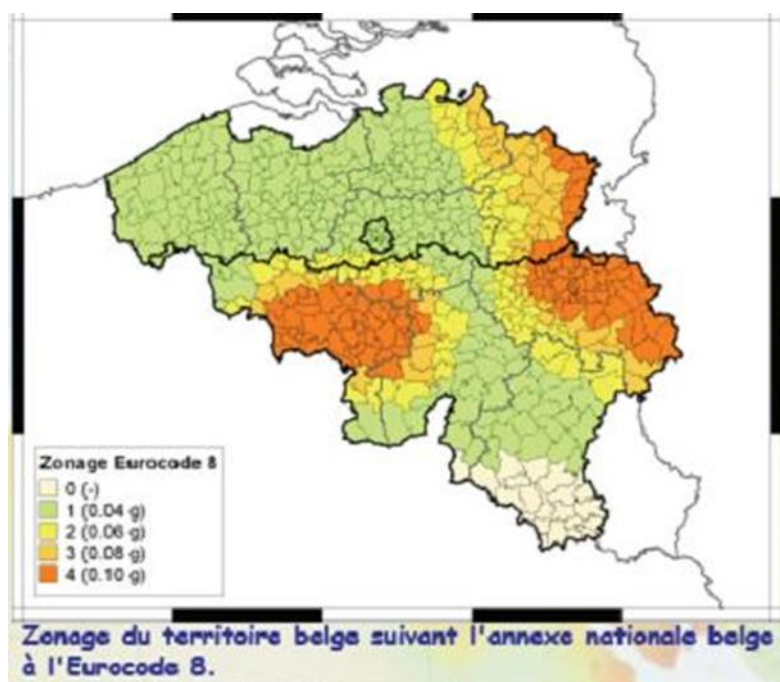 Zonage Eurocode 8
0 (-)
1 (0.04 g)
2 (0.06 g)
3 (0.08 g)
4 (0.10 g)
Zonage du territoire belge suivant l'annexe nationale belge
à l'Eurocode 8.